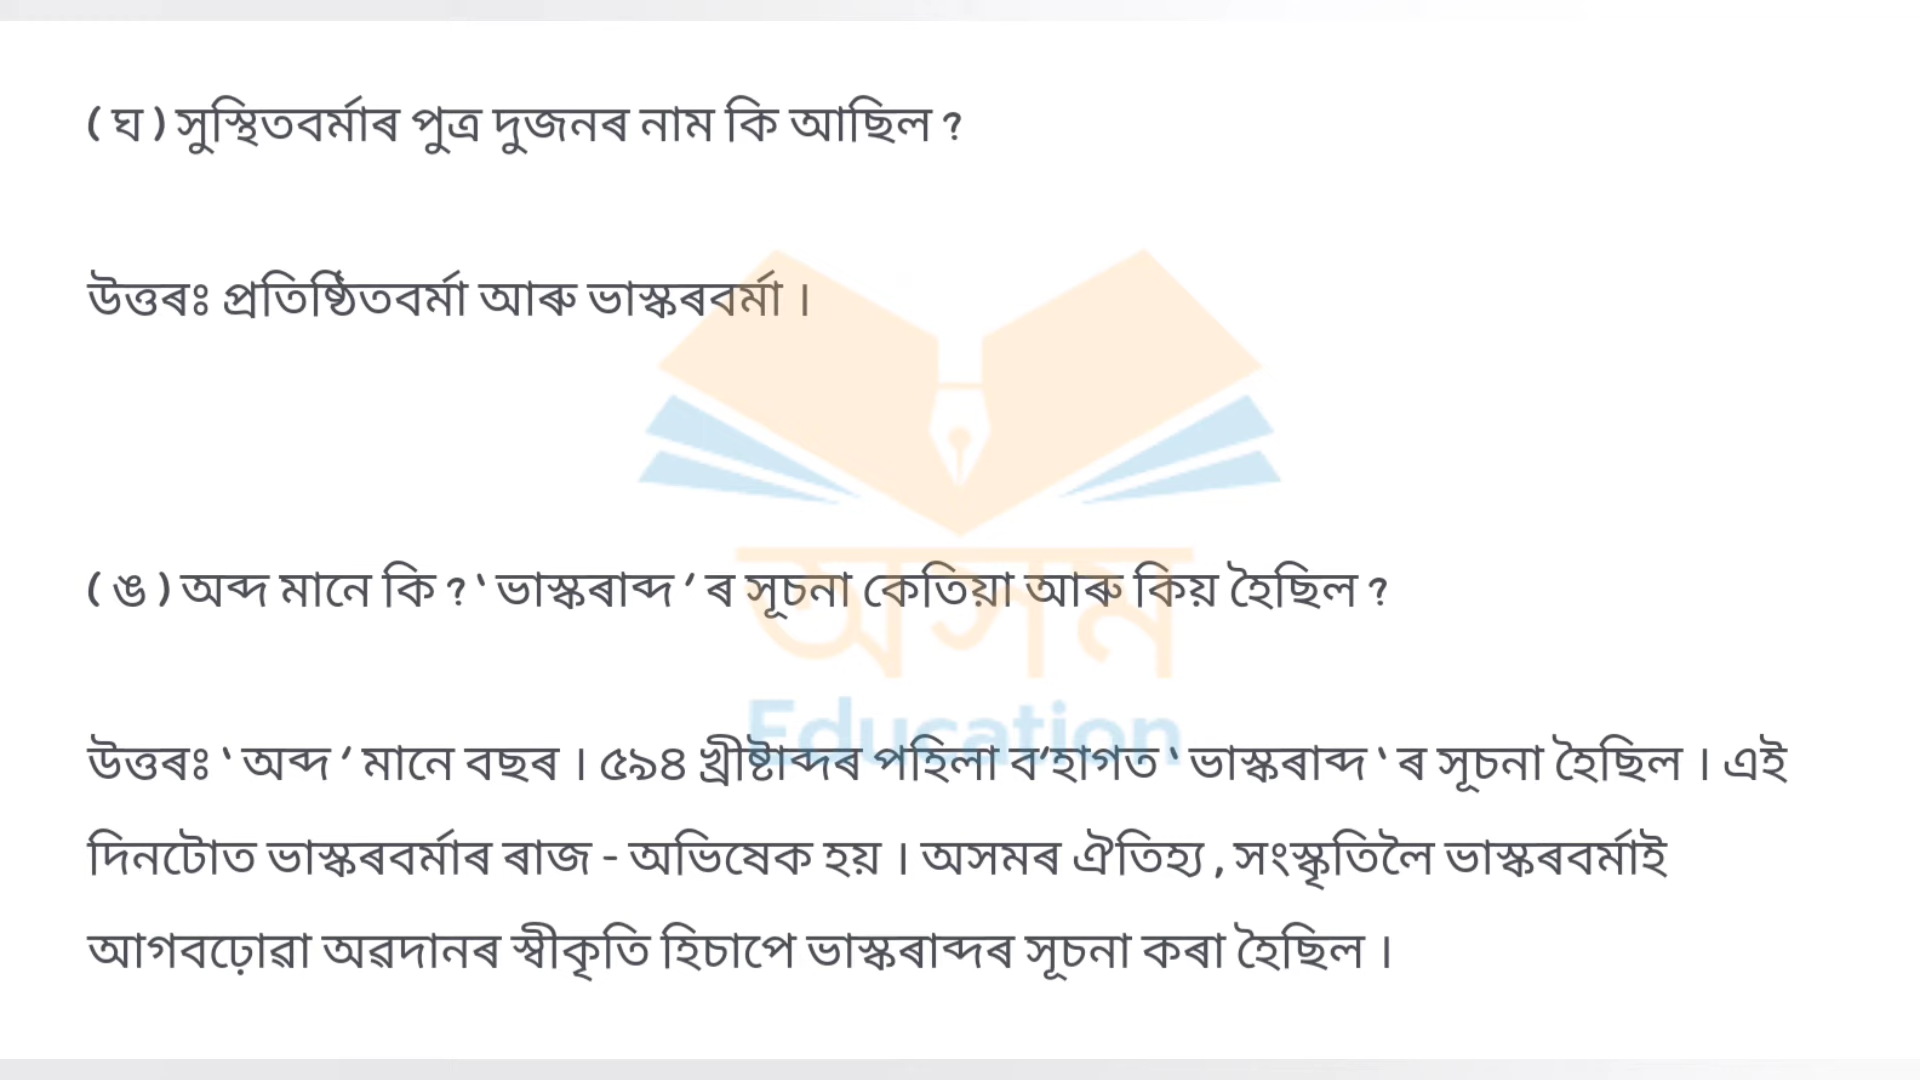 ( ঘ ) সুস্থিতবৰ্মাৰ পুত্ৰ দুজনৰ নাম কি আছিল ?
উত্তৰঃ প্ৰতিষ্ঠিতবৰ্মা আৰু ভাস্কৰবৰ্মা ।
( ঙ ) অব্দ মানে কি ? ‘ ভাস্কৰাব্দ ’ ৰ সূচনা কেতিয়া আৰু কিয় হৈছিল ?
অসম
Education
উত্তৰঃ ‘ অব্দ ’ মানে বছৰ । ৫৯৪ খ্ৰীষ্টাব্দৰ পহিলা ব’হাগত ‘ ভাস্কৰাব্দ ‘ ৰ সূচনা হৈছিল । এই
দিনটোত ভাস্কৰবৰ্মাৰ ৰাজ - অভিষেক হয় । অসমৰ ঐতিহ্য , সংস্কৃতিলৈ ভাস্কৰবৰ্মাই
আগবঢ়োৱা অৱদানৰ স্বীকৃতি হিচাপে ভাস্কৰাব্দৰ সূচনা কৰা হৈছিল ।